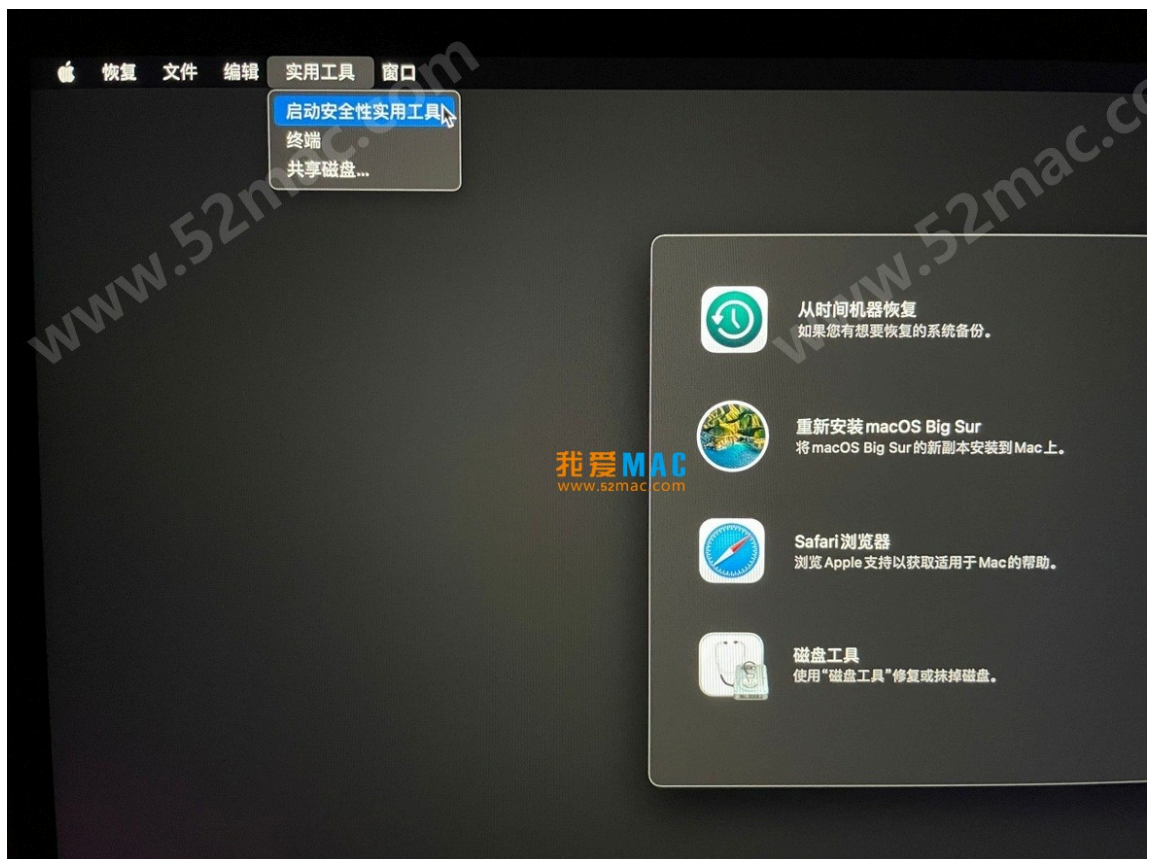 恢复 文件 编辑 实用工具 窗口
启动安全性实用工具
终端
共享磁盘...
www.52mac.com
www.52mac.co
从时间机器恢复
如果您有想要恢复的系统备份。
重新安装macOS Big Sur
将macOS Big Sur的新副本安装到Mac上。
我爱MAC
www.52mac.com
Safari浏览器
浏览Apple支持以获取适用于Mac的帮助。
磁盘工具
使用“磁盘工具”修复或抹掉磁盘。